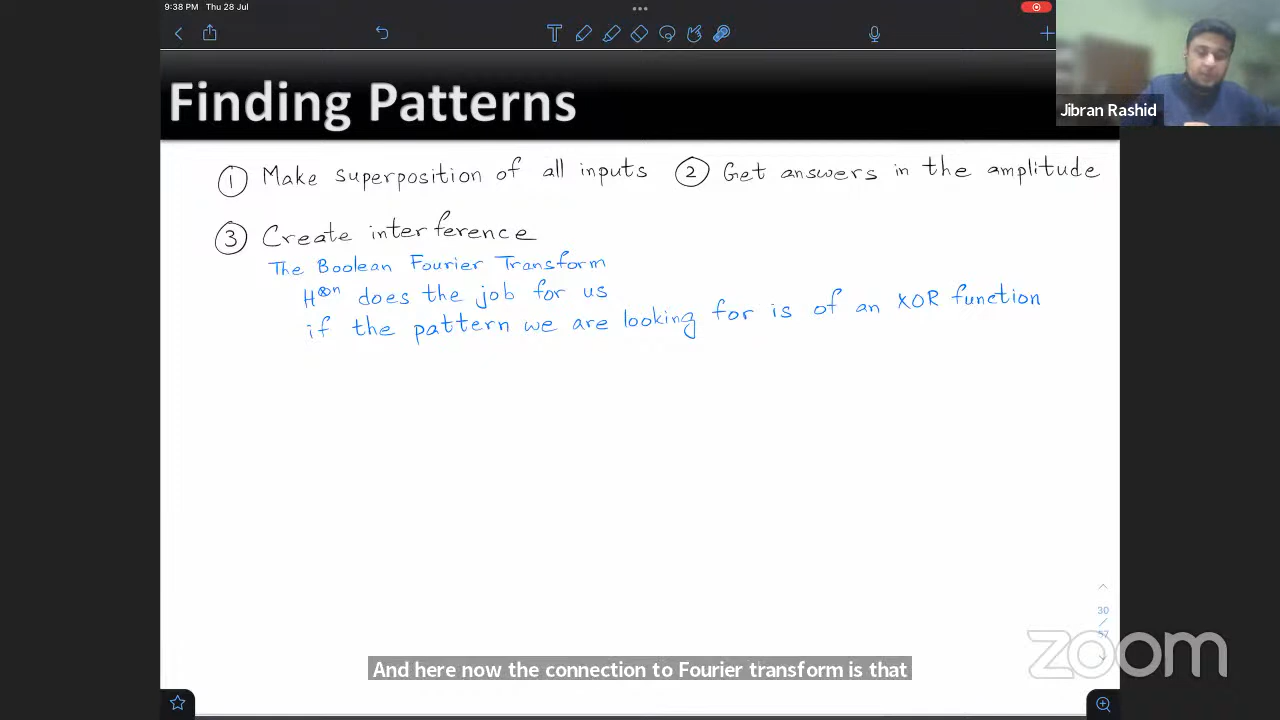 9:38 PM Thu 28 Jul
Jibran Rashid
Finding Patterns
① Make superposition of all inputs ② Get answers in the amplitude
③ Create interference
The Boolean Fourier Transform
H⊗n does the job for us
if the pattern we are looking for is of an XOR function
30
/
57
zoom
And here now the connection to Fourier transform is that